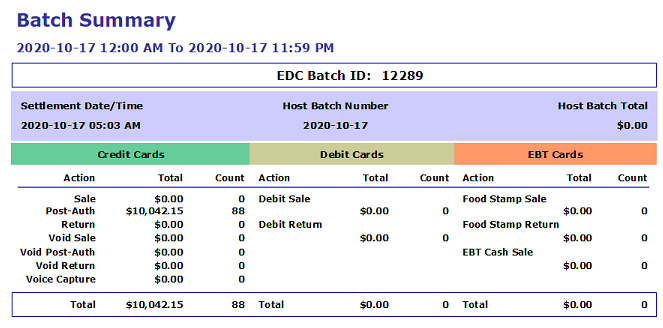 Batch Summary
2020-10-17 12:00 AM To 2020-10-17 11:59 PM
EDC Batch ID: 12289
Settlement Date/Time Host Batch Number Host Batch Total
2020-10-17 05:03 AM 2020-10-17 $0.00
Credit Cards Debit Cards EBT Cards
Action Total Count Action Total Count Action Total Count
Sale $0.00 0 Debit Sale Food Stamp Sale
Post-Auth $10,042.15 88 $0.00 0 $0.00 0
Return $0.00 0 Debit Return Food Stamp Return
Void Sale $0.00 0 $0.00 0 $0.00 0
Void Post-Auth $0.00 0 EBT Cash Sale
Void Return $0.00 0 $0.00 0
Voice Capture $0.00 0
Total $10,042.15 88 Total $0.00 0 Total $0.00 0